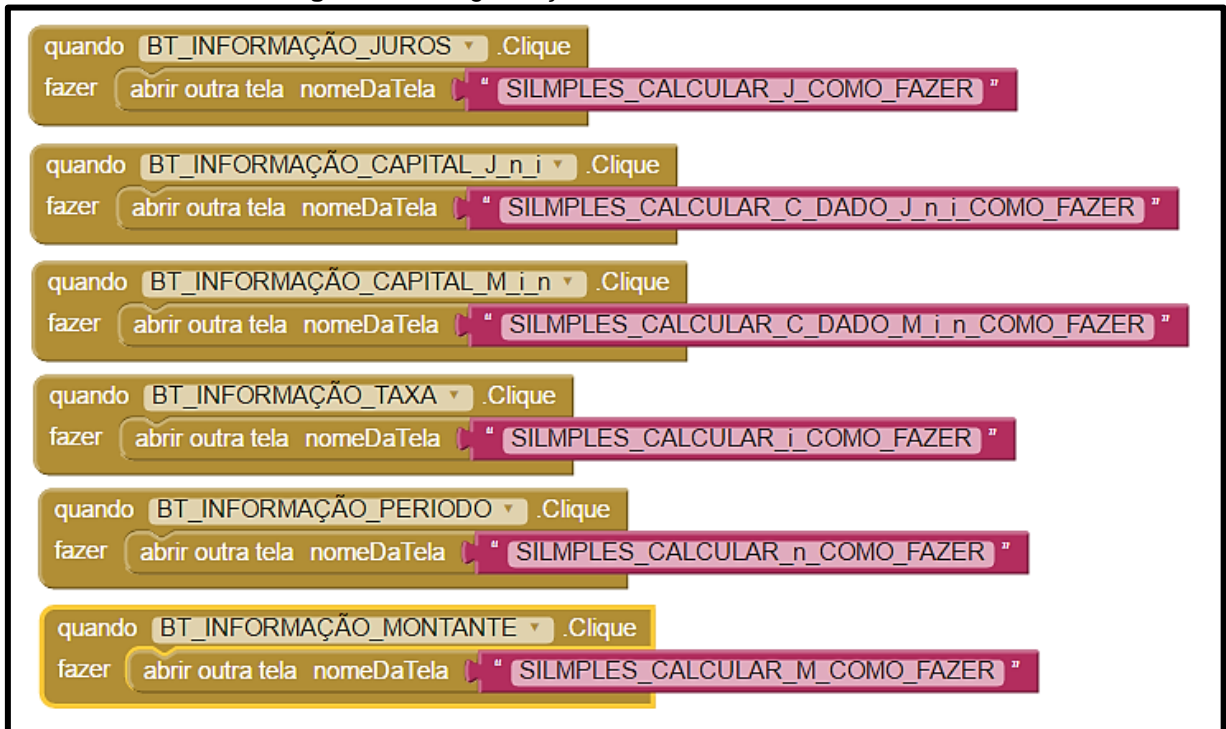 quando BT_INFORMAÇÃO_JUROS .Clique
fazer abrir outra tela nomeDaTela " SILMPLES_CALCULAR_J_COMO_FAZER "
quando BT_INFORMAÇÃO_CAPITAL_J_n_i .Clique
fazer abrir outra tela nomeDaTela " SILMPLES_CALCULAR_C_DADO_J_n_i_COMO_FAZER "
quando BT_INFORMAÇÃO_CAPITAL_M_i_n .Clique
fazer abrir outra tela nomeDaTela " SILMPLES_CALCULAR_C_DADO_M_i_n_COMO_FAZER "
quando BT_INFORMAÇÃO_TAXA .Clique
fazer abrir outra tela nomeDaTela " SILMPLES_CALCULAR_i_COMO_FAZER "
quando BT_INFORMAÇÃO_PERIODO .Clique
fazer abrir outra tela nomeDaTela " SILMPLES_CALCULAR_n_COMO_FAZER "
quando BT_INFORMAÇÃO_MONTANTE .Clique
fazer abrir outra tela nomeDaTela " SILMPLES_CALCULAR_M_COMO_FAZER "